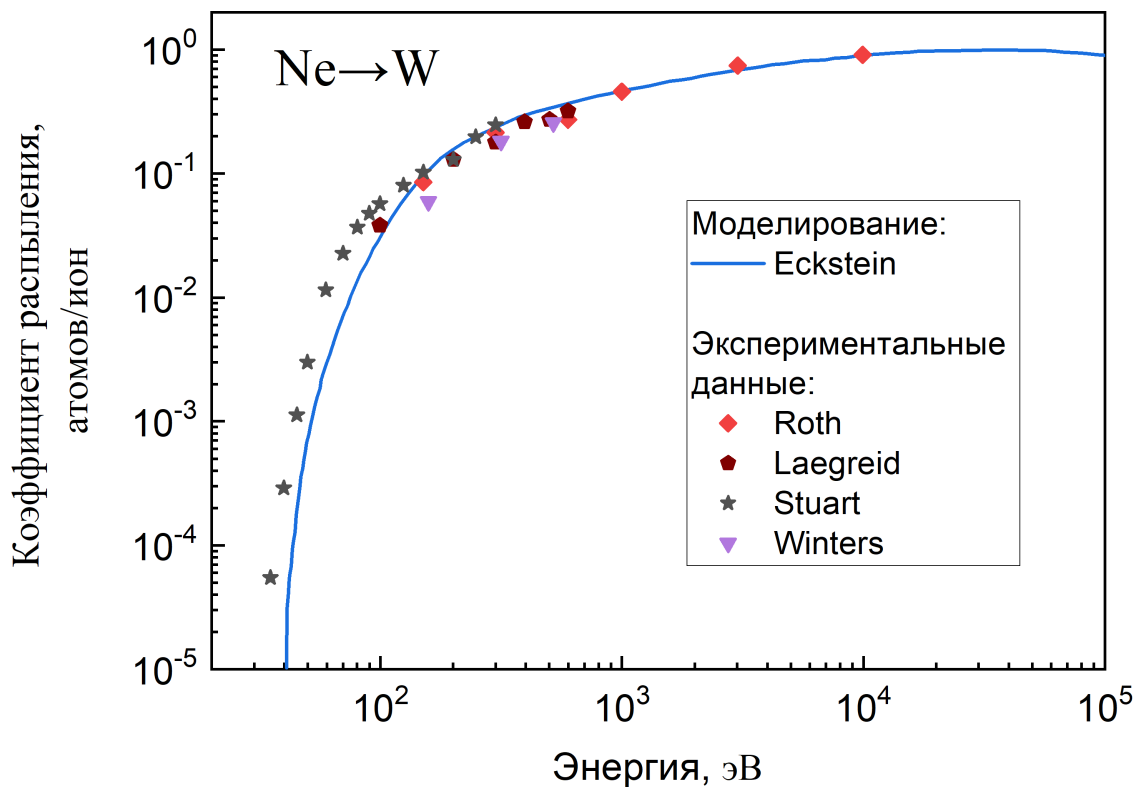 Ne→W
Коэффициент распыления,
атомов/ион
10⁰
10⁻¹
10⁻²
10⁻³
10⁻⁴
10⁻⁵
Моделирование:
Eckstein
Экспериментальные
данные:
Roth
Laegreid
Stuart
Winters
10²
10³
10⁴
10⁵
Энергия, эВ